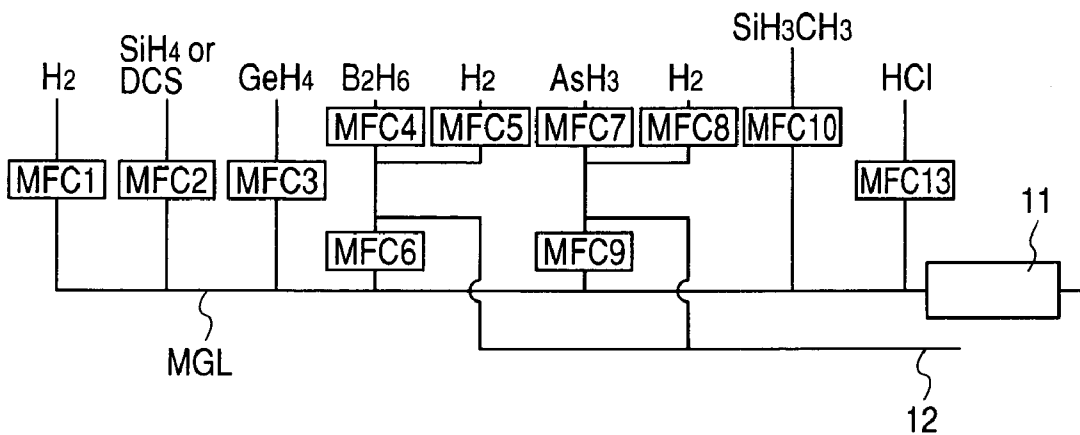 SiH3CH3
SiH4 or
DCS
H2
GeH4
B2H6
H2
AsH3
H2
HCl
MFC4
MFC5
MFC7
MFC8
MFC10
MFC1
MFC2
MFC3
MFC13
11
MFC6
MFC9
MGL
12